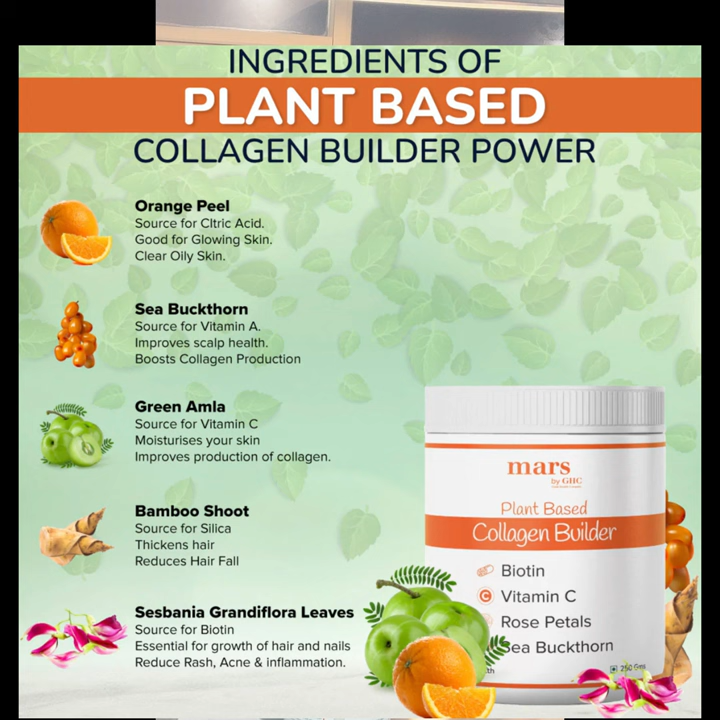 INGREDIENTS OF
PLANT BASED
COLLAGEN BUILDER POWER
Orange Peel
Source for CItric Acid.
Good for Glowing Skin.
Clear Oily Skin.
Sea Buckthorn
Source for Vitamin A.
Improves scalp health.
Boosts Collagen Production
Green Amla
Source for Vitamin C
Moisturises your skin
Improves production of collagen.
Bamboo Shoot
Source for Silica
Thickens hair
Reduces Hair Fall
Sesbania Grandiflora Leaves
Source for Biotin
Essential for growth of hair and nails
Reduce Rash, Acne & inflammation.
mars
by GHC
Plant Based
Collagen Builder
Biotin
C Vitamin C
Rose Petals
Sea Buckthorn
250 Gms